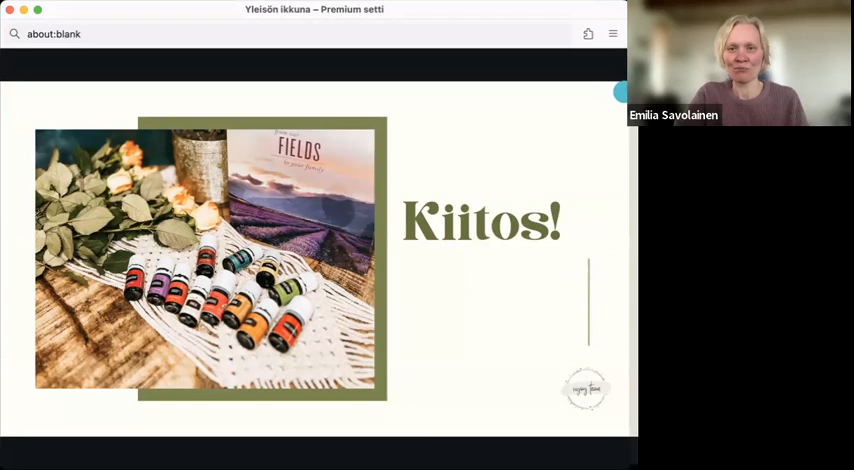 Yleisön ikkuna – Premium setti
about:blank
Emilia Savolainen
from our
FIELDS
to your family
Kiitos!